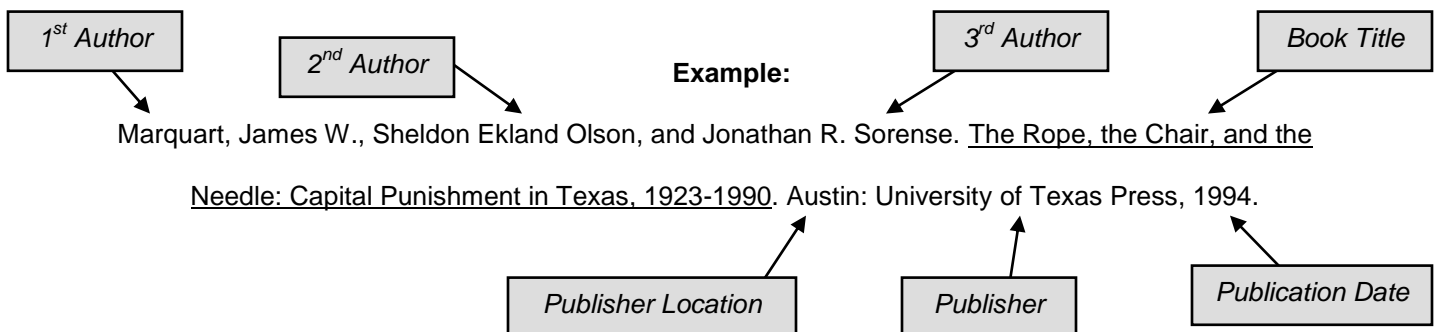 1st Author
2nd Author
3rd Author
Book Title
Example:
Marquart, James W., Sheldon Ekland Olson, and Jonathan R. Sorense. The Rope, the Chair, and the
Needle: Capital Punishment in Texas, 1923-1990. Austin: University of Texas Press, 1994.
Publisher Location
Publisher
Publication Date